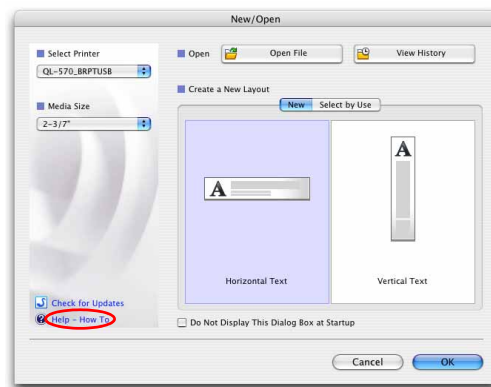 New/Open
Select Printer
QL-570_BRPTUSB
Media Size
2-3/7"
Check for Updates
Help - How To
Open
Open File
View History
Create a New Layout
New
Select by Use
A
Horizontal Text
A
Vertical Text
Do Not Display This Dialog Box at Startup
Cancel
OK